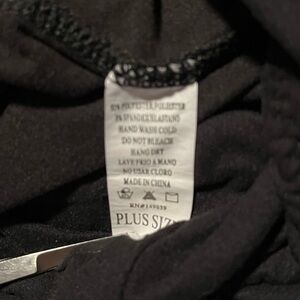 POLYESTER,POLIESTER
SPANDEX/ELASTANO
HAND WASH COLD
DO NOT BLEACH
HANG DRY
LAVE FRIO A MANO
NO USAR CLORO
MADE IN CHINA
PLUS